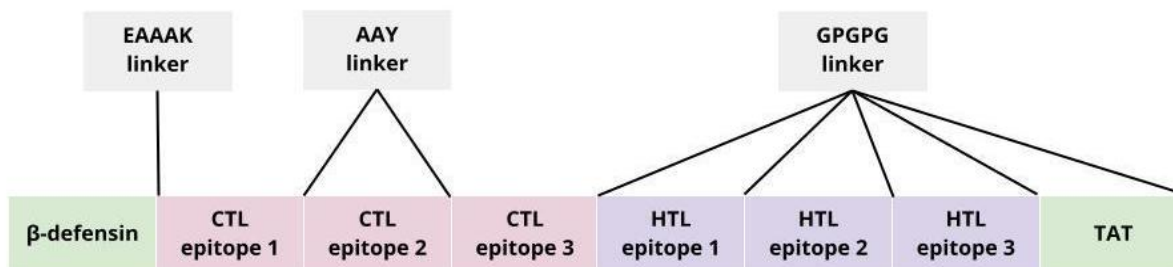 EAAAK
linker
AAY
linker
GPGPG
linker
β-defensin
CTL
epitope 1
CTL
epitope 2
CTL
epitope 3
HTL
epitope 1
HTL
epitope 2
HTL
epitope 3
TAT